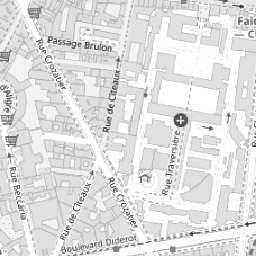 Passage Brulon
Rue Crozatier
Rue de Cîteaux
Rue Traversière
Rue Beccaria
Rue de Cîteaux
Rue Crozatier
Boulevard Diderot